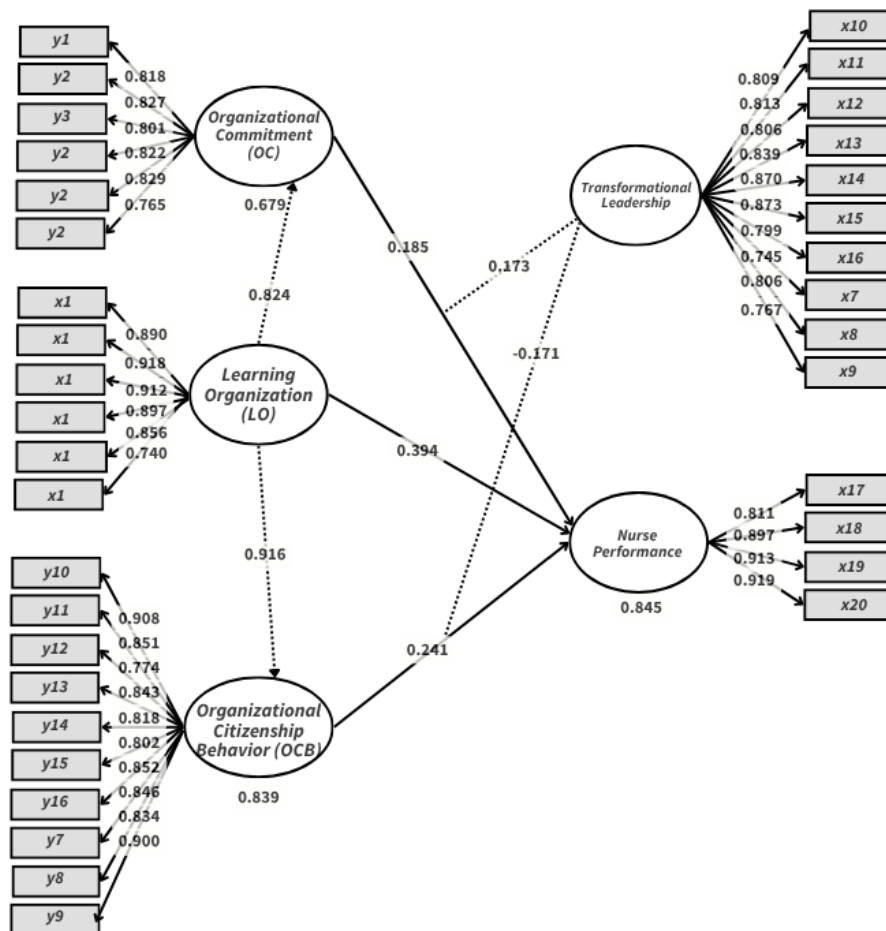 y1
y2
y3
y2
y2
y2
0.818
0.827
0.801
0.822
0.829
0.765
Organizational
Commitment
(OC)
0.679
0.824
x1
x1
x1
x1
x1
x1
0.890
0.918
0.912
0.897
0.856
0.740
Learning
Organization
(LO)
0.916
y10
y11
y12
y13
y14
y15
y16
y7
y8
y9
0.908
0.851
0.774
0.843
0.818
0.802
0.852
0.846
0.834
0.900
Organizational
Citizenship
Behavior (OCB)
0.839
0.185
0.394
0.241
0.173
-0.171
Transformational
Leadership
0.809
0.813
0.806
0.839
0.870
0.873
0.799
0.745
0.806
0.767
x10
x11
x12
x13
x14
x15
x16
x7
x8
x9
Nurse
Performance
0.845
0.811
0.897
0.913
0.919
x17
x18
x19
x20